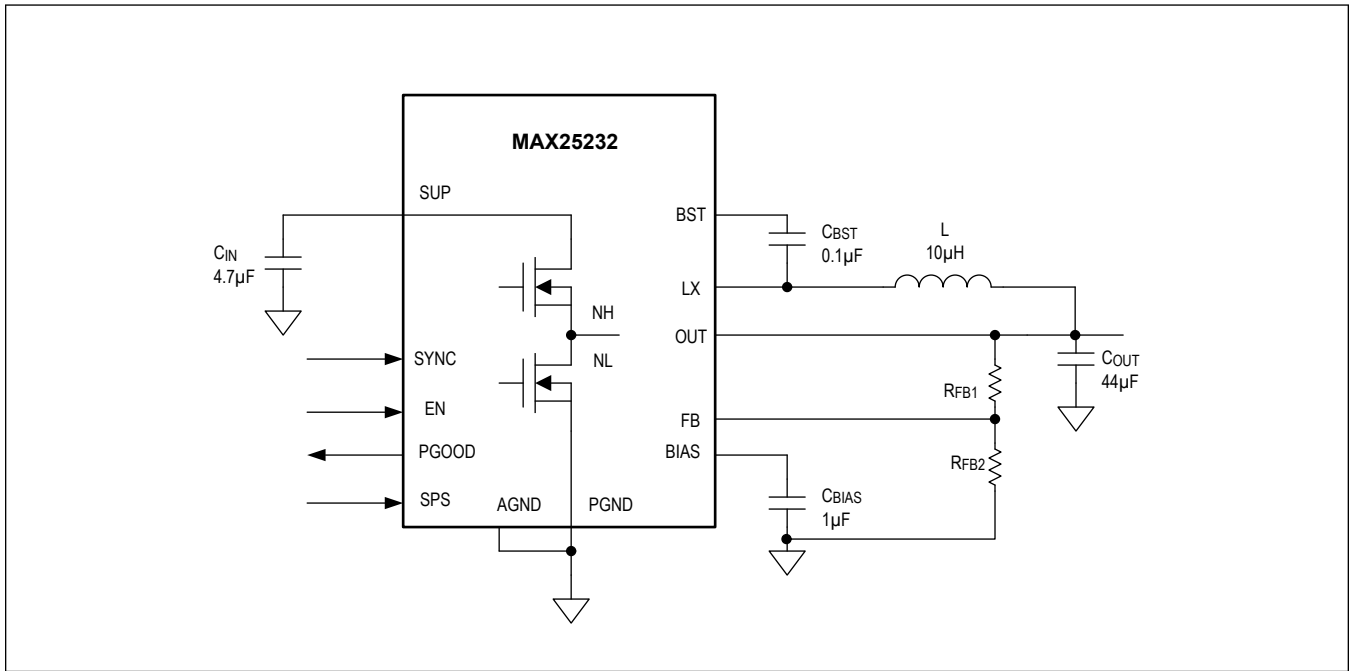 MAX25232
SUP
BST
CIN
4.7µF
CBST
0.1µF
L
10µH
LX
NH
OUT
NL
SYNC
COUT
44µF
RFB1
EN
FB
PGOOD
BIAS
RFB2
SPS
AGND
PGND
CBIAS
1µF